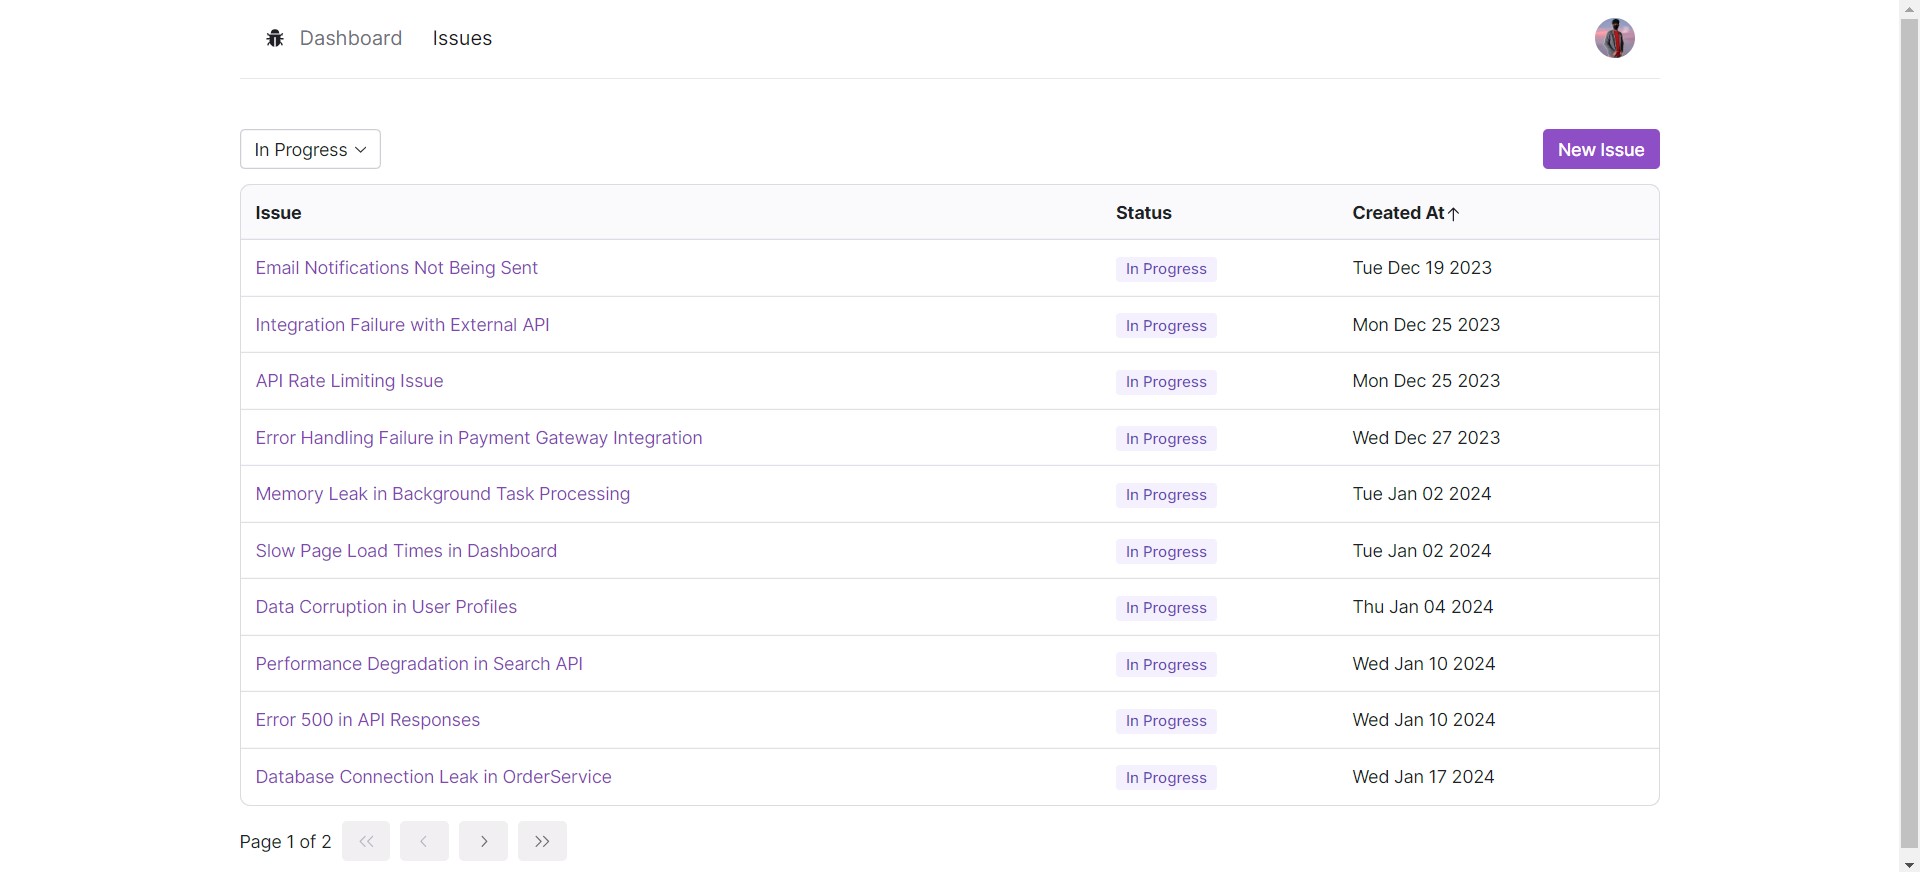 Dashboard Issues
In Progress New Issue
Issue Status Created At
Email Notifications Not Being Sent In Progress Tue Dec 19 2023
Integration Failure with External API In Progress Mon Dec 25 2023
API Rate Limiting Issue In Progress Mon Dec 25 2023
Error Handling Failure in Payment Gateway Integration In Progress Wed Dec 27 2023
Memory Leak in Background Task Processing In Progress Tue Jan 02 2024
Slow Page Load Times in Dashboard In Progress Tue Jan 02 2024
Data Corruption in User Profiles In Progress Thu Jan 04 2024
Performance Degradation in Search API In Progress Wed Jan 10 2024
Error 500 in API Responses In Progress Wed Jan 10 2024
Database Connection Leak in OrderService In Progress Wed Jan 17 2024
Page 1 of 2